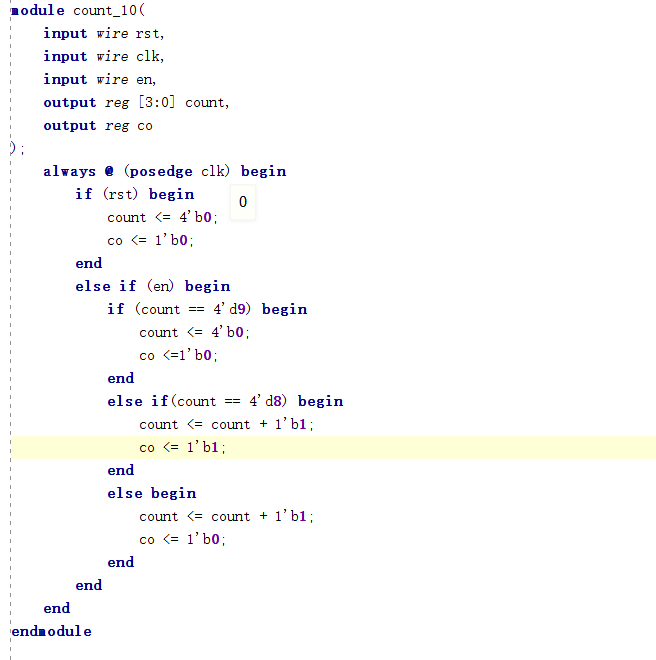 module count_10(
    input wire rst,
    input wire clk,
    input wire en,
    output reg [3:0] count,
    output reg co
);
    always @ (posedge clk) begin
        if (rst) begin
0
            count <= 4'b0;
            co <= 1'b0;
        end
        else if (en) begin
            if (count == 4'd9) begin
                count <= 4'b0;
                co <=1'b0;
            end
            else if(count == 4'd8) begin
                count <= count + 1'b1;
                co <= 1'b1;
            end
            else begin
                count <= count + 1'b1;
                co <= 1'b0;
            end
        end
    end
endmodule